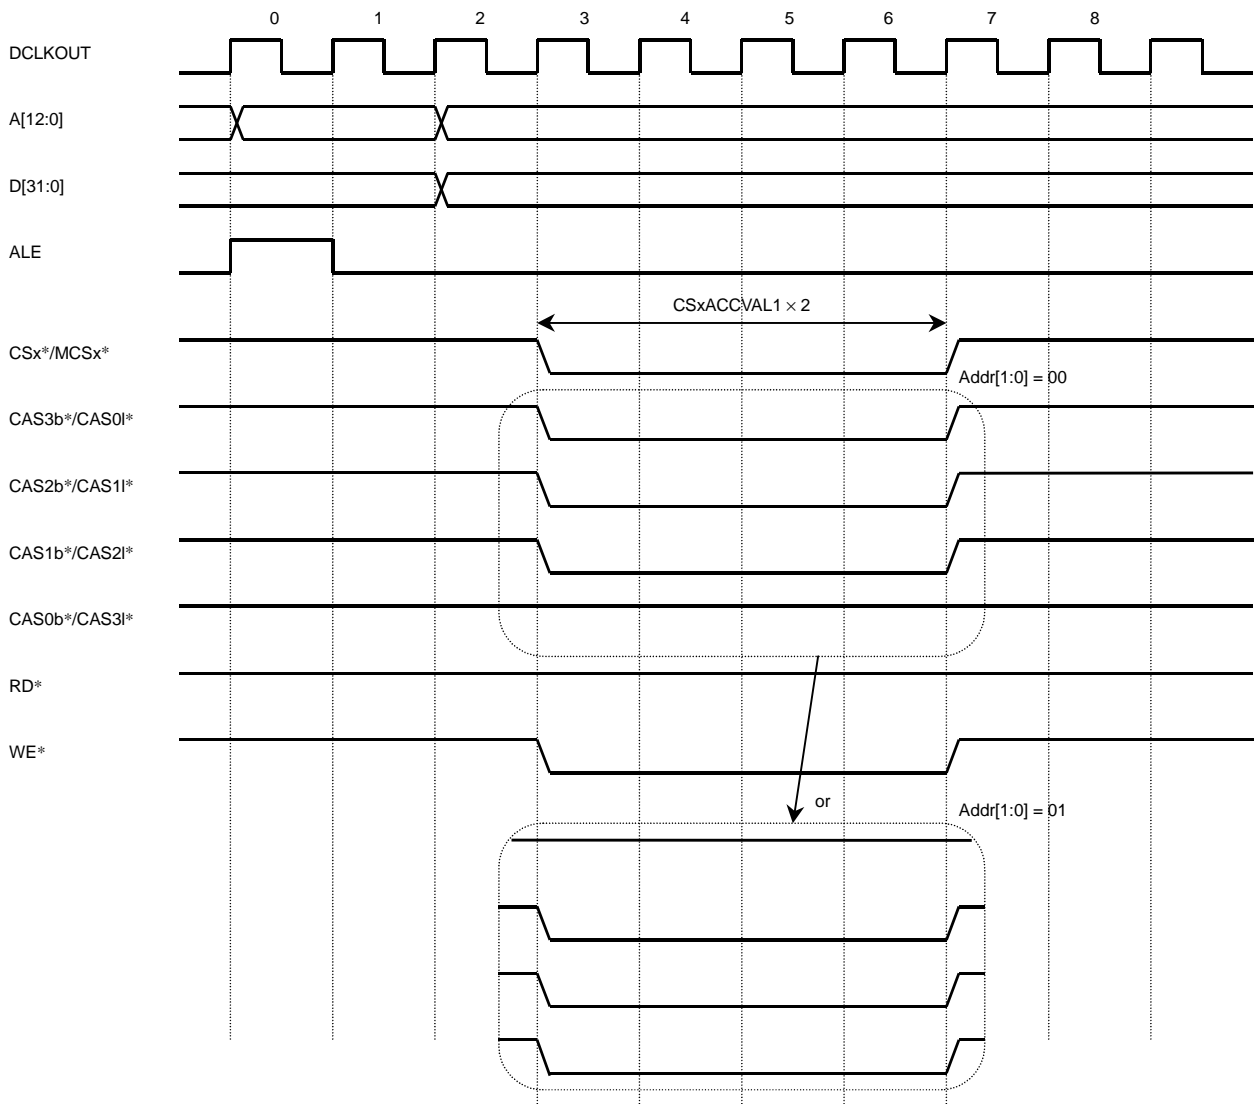 0 1 2 3 4 5 6 7 8
DCLKOUT
A[12:0]
D[31:0]
ALE
CSxACCVAL1 × 2
CSx*/MCSx*
Addr[1:0] = 00
CAS3b*/CAS0l*
CAS2b*/CAS1l*
CAS1b*/CAS2l*
CAS0b*/CAS3l*
RD*
WE*
or
Addr[1:0] = 01